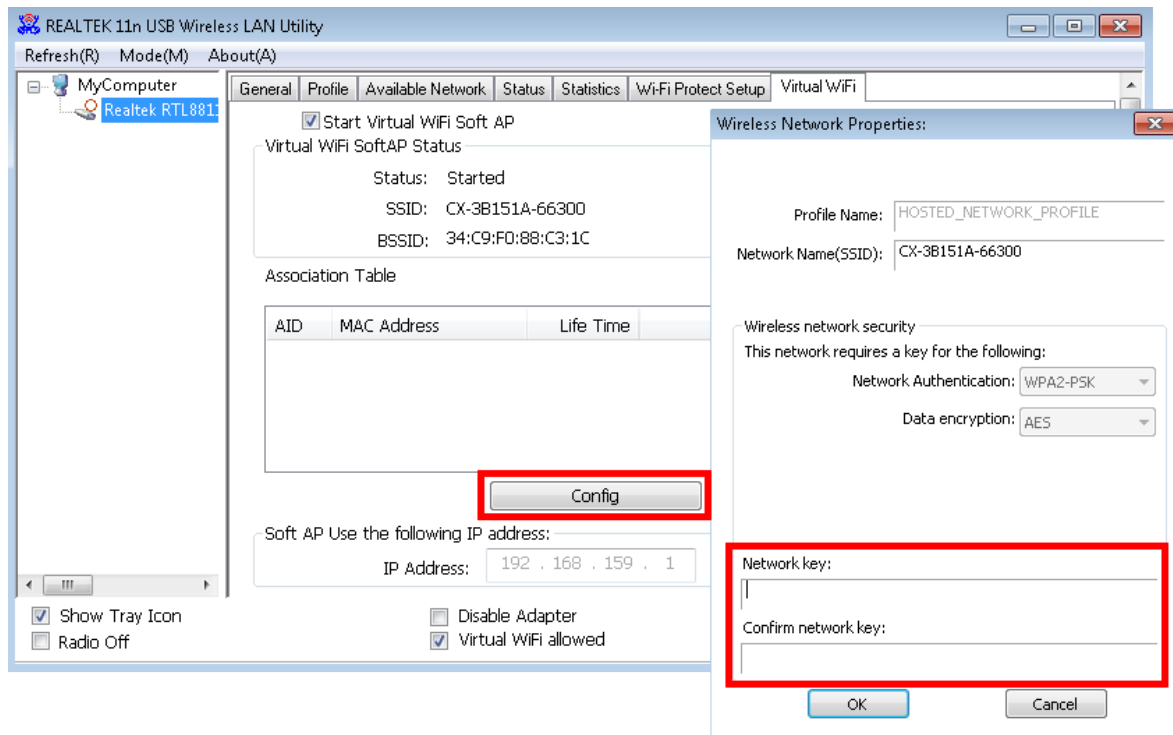 REALTEK 11n USB Wireless LAN Utility
Refresh(R) Mode(M) About(A)
MyComputer
Realtek RTL881
General Profile Available Network Status Statistics Wi-Fi Protect Setup Virtual WiFi
Start Virtual WiFi Soft AP
Virtual WiFi SoftAP Status
Status: Started
SSID: CX-3B151A-66300
BSSID: 34:C9:F0:88:C3:1C
Association Table
AID MAC Address Life Time
Config
Soft AP Use the following IP address:
IP Address: 192 . 168 . 159 . 1
Show Tray Icon
Radio Off
Disable Adapter
Virtual WiFi allowed
Wireless Network Properties:
Profile Name: HOSTED_NETWORK_PROFILE
Network Name(SSID): CX-3B151A-66300
Wireless network security
This network requires a key for the following:
Network Authentication: WPA2-PSK
Data encryption: AES
Network key:
Confirm network key:
OK Cancel